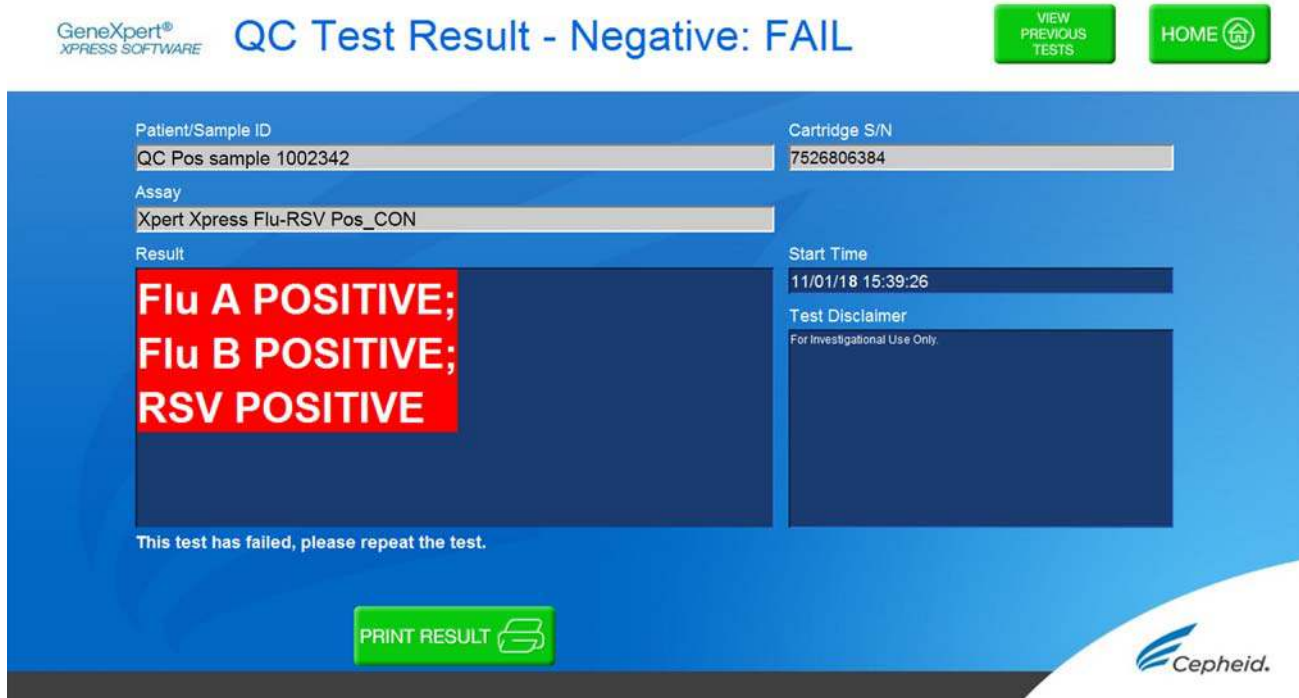 GeneXpert®
XPRESS SOFTWARE
QC Test Result - Negative: FAIL
VIEW
PREVIOUS
TESTS
HOME
Patient/Sample ID
QC Pos sample 1002342
Cartridge S/N
7526806384
Assay
Xpert Xpress Flu-RSV Pos_CON
Result
Flu A POSITIVE;
Flu B POSITIVE;
RSV POSITIVE
Start Time
11/01/18 15:39:26
Test Disclaimer
For Investigational Use Only.
This test has failed, please repeat the test.
PRINT RESULT
Cepheid.